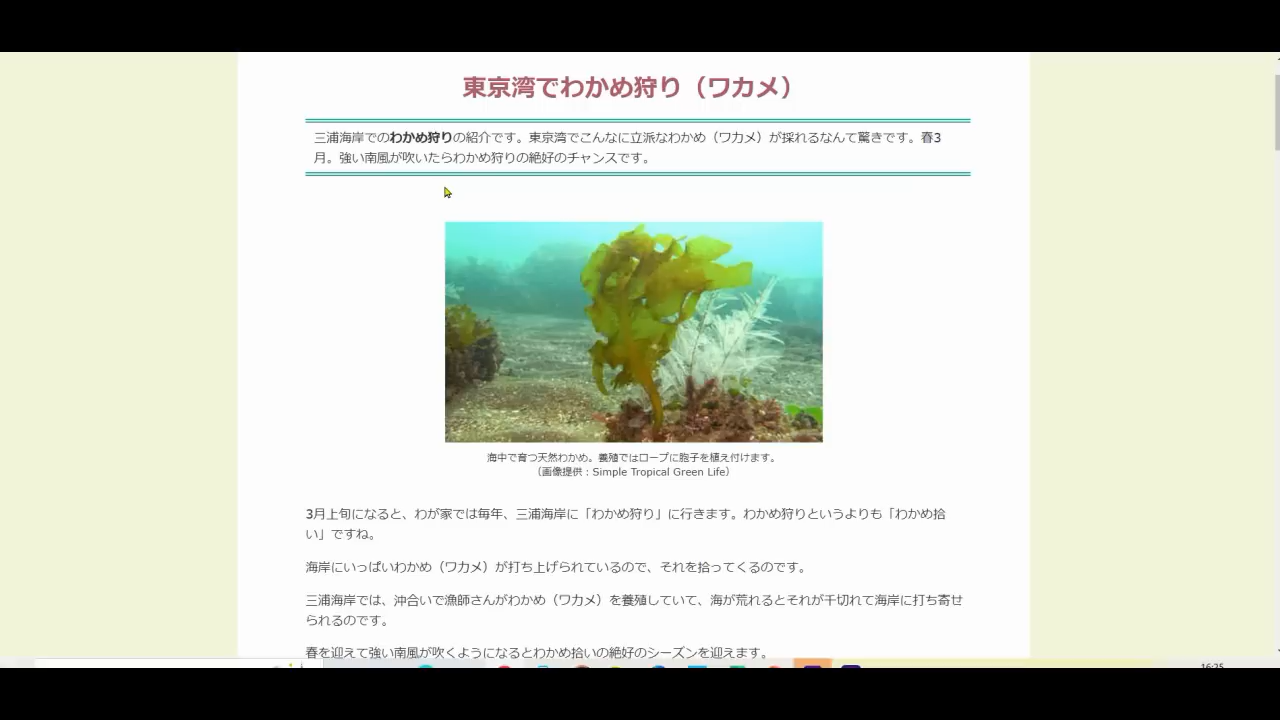 東京湾でわかめ狩り（ワカメ）
三浦海岸でのわかめ狩りの紹介です。東京湾でこんなに立派なわかめ（ワカメ）が採れるなんて驚きです。春3
月。強い南風が吹いたらわかめ狩りの絶好のチャンスです。
海中で育つ天然わかめ。養殖ではロープに胞子を植え付けます。
（画像提供：Simple Tropical Green Life）
3月上旬になると、わが家では毎年、三浦海岸に「わかめ狩り」に行きます。わかめ狩りというよりも「わかめ拾
い」ですね。
海岸にいっぱいわかめ（ワカメ）が打ち上げられているので、それを拾ってくるのです。
三浦海岸では、沖合いで漁師さんがわかめ（ワカメ）を養殖していて、海が荒れるとそれが千切れて海岸に打ち寄せ
られるのです。
春を迎えて強い南風が吹くようになるとわかめ拾いの絶好のシーズンを迎えます。
16:25